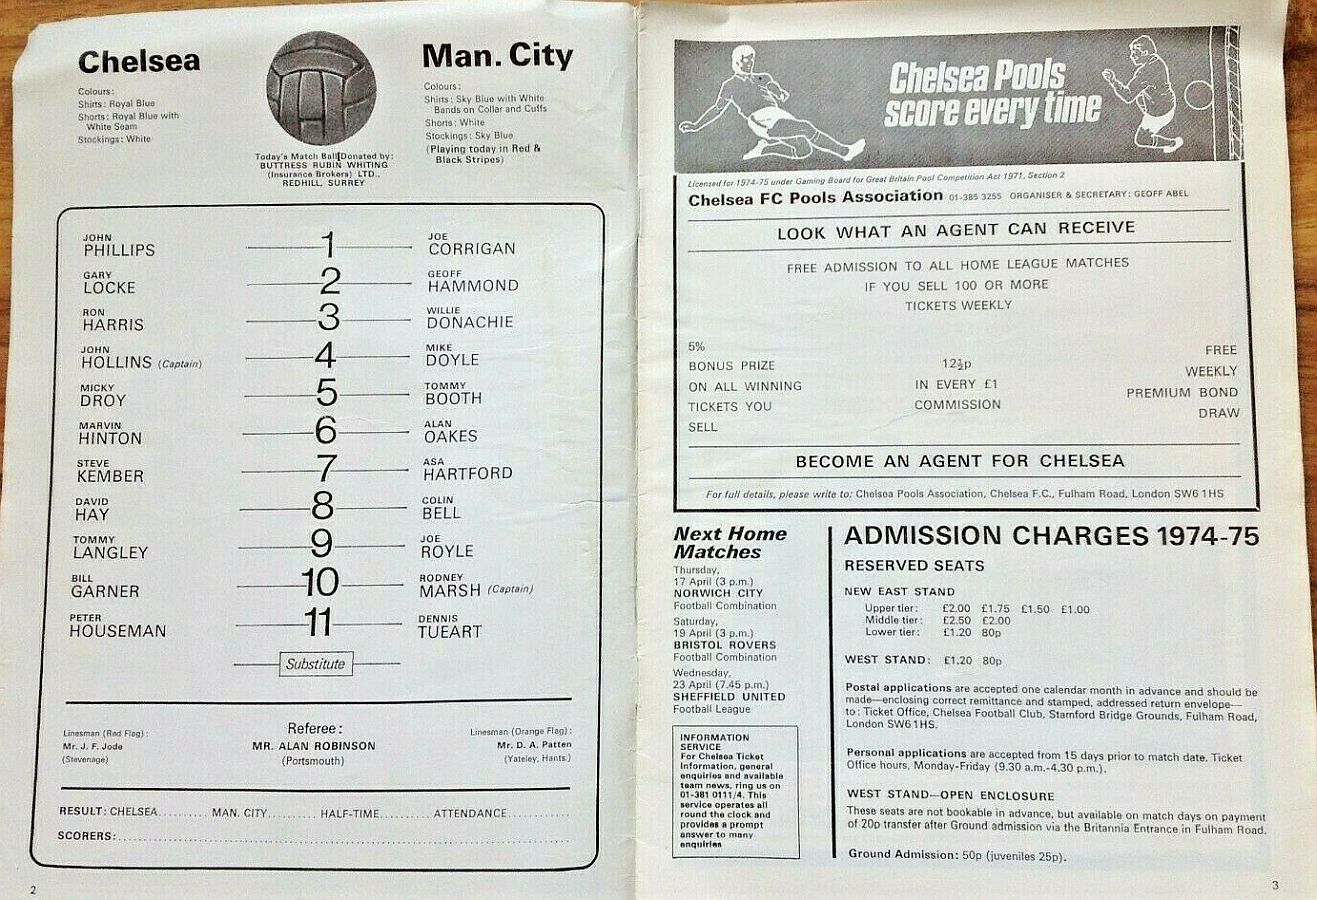 Chelsea
Colours:
Shirts: Royal Blue
Shorts: Royal Blue with
White Seam
Stockings: White
Today's Match Ball Donated by:
BUTTRESS RUBIN WHITING
(Insurance Brokers) LTD.,
REDHILL, SURREY
Man. City
Colours:
Shirts: Sky Blue with White
Bands on Collar and Cuffs
Shorts: White
Stockings: Sky Blue
(Playing today in Red &
Black Stripes)
JOHN PHILLIPS 1 JOE CORRIGAN
GARY LOCKE 2 GEOFF HAMMOND
RON HARRIS 3 WILLIE DONACHIE
JOHN HOLLINS (Captain) 4 MIKE DOYLE
MICKY DROY 5 TOMMY BOOTH
MARVIN HINTON 6 ALAN OAKES
STEVE KEMBER 7 ASA HARTFORD
DAVID HAY 8 COLIN BELL
TOMMY LANGLEY 9 JOE ROYLE
BILL GARNER 10 RODNEY MARSH (Captain)
PETER HOUSEMAN 11 DENNIS TUEART
Substitute
Linesman (Red Flag):
Mr. J. F. Jode
(Stevenage)
Referee:
MR. ALAN ROBINSON
(Portsmouth)
Linesman (Orange Flag):
Mr. D. A. Patten
(Yateley, Hants.)
RESULT: CHELSEA.......... MAN. CITY.......... HALF-TIME.......... ATTENDANCE............
SCORERS:........................................
2
Chelsea Pools
score every time
Licensed for 1974-75 under Gaming Board for Great Britain Pool Competition Act 1971, Section 2
Chelsea FC Pools Association 01-385 3255 ORGANISER & SECRETARY: GEOFF ABEL
LOOK WHAT AN AGENT CAN RECEIVE
FREE ADMISSION TO ALL HOME LEAGUE MATCHES
IF YOU SELL 100 OR MORE
TICKETS WEEKLY
5%
BONUS PRIZE
ON ALL WINNING
TICKETS YOU
SELL
12½p
IN EVERY £1
COMMISSION
FREE
WEEKLY
PREMIUM BOND
DRAW
BECOME AN AGENT FOR CHELSEA
For full details, please write to: Chelsea Pools Association, Chelsea F.C., Fulham Road, London SW6 1HS
Next Home
Matches
Thursday,
17 April (3 p.m.)
NORWICH CITY
Football Combination
Saturday,
19 April (3 p.m.)
BRISTOL ROVERS
Football Combination
Wednesday,
23 April (7.45 p.m.)
SHEFFIELD UNITED
Football League
INFORMATION
SERVICE
For Chelsea Ticket
Information, general
enquiries and available
team news, ring us on
01-381 0111/4. This
service operates all
round the clock and
provides a prompt
answer to many
enquiries
ADMISSION CHARGES 1974-75
RESERVED SEATS
NEW EAST STAND
Upper tier: £2.00 £1.75 £1.50 £1.00
Middle tier: £2.50 £2.00
Lower tier: £1.20 80p
WEST STAND: £1.20 80p
Postal applications are accepted one calendar month in advance and should be
made—enclosing correct remittance and stamped, addressed return envelope—
to: Ticket Office, Chelsea Football Club, Stamford Bridge Grounds, Fulham Road,
London SW6 1HS.
Personal applications are accepted from 15 days prior to match date. Ticket
Office hours, Monday-Friday (9.30 a.m.-4.30 p.m.).
WEST STAND—OPEN ENCLOSURE
These seats are not bookable in advance, but available on match days on payment
of 20p transfer after Ground admission via the Britannia Entrance in Fulham Road.
Ground Admission: 50p (juveniles 25p).
3